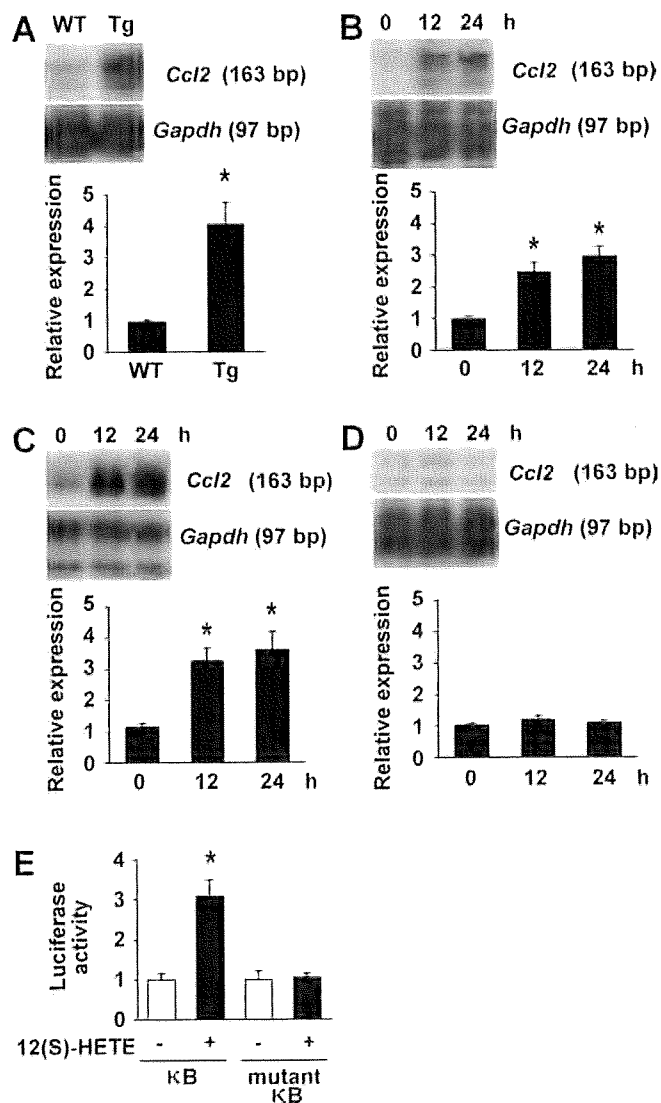 A
WT Tg
Ccl2 (163 bp)
Gapdh (97 bp)
Relative expression
5
4
3
2
1
0
*
WT Tg
B
0 12 24 h
Ccl2 (163 bp)
Gapdh (97 bp)
Relative expression
5
4
3
2
1
0
* *
0 12 24 h
C
0 12 24 h
Ccl2 (163 bp)
Gapdh (97 bp)
Relative expression
5
4
3
2
1
0
* *
0 12 24 h
D
0 12 24 h
Ccl2 (163 bp)
Gapdh (97 bp)
Relative expression
5
4
3
2
1
0
0 12 24 h
E
Luciferase
activity
4
3
2
1
0
*
12(S)-HETE - + - +
κB mutant
κB